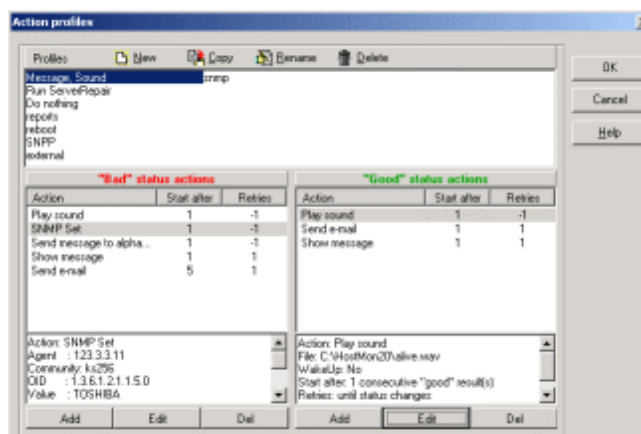 Action profiles
Profiles New Copy Rename Delete
Message, Sound snmp
Run ServerRepair
Do nothing
reports
reboot
SNPP
external
OK
Cancel
Help
"Bad" status actions
Action Start after Retries
Play sound 1 -1
SNMP Set 1 -1
Send message to alpha... 1 -1
Show message 1 1
Send e-mail 5 1
Action: SNMP Set
Agent : 123.3.3.11
Community: ks256
OID : 1.3.6.1.2.1.1.5.0
Value : TOSHIBA
Add Edit Del
"Good" status actions
Action Start after Retries
Play sound 1 -1
Send e-mail 1 1
Show message 1 1
Action: Play sound
File: C:\HostMon20\alive.wav
WakeUp: No
Start after: 1 consecutive "good" result(s)
Retries: until status changes
Add Edit Del